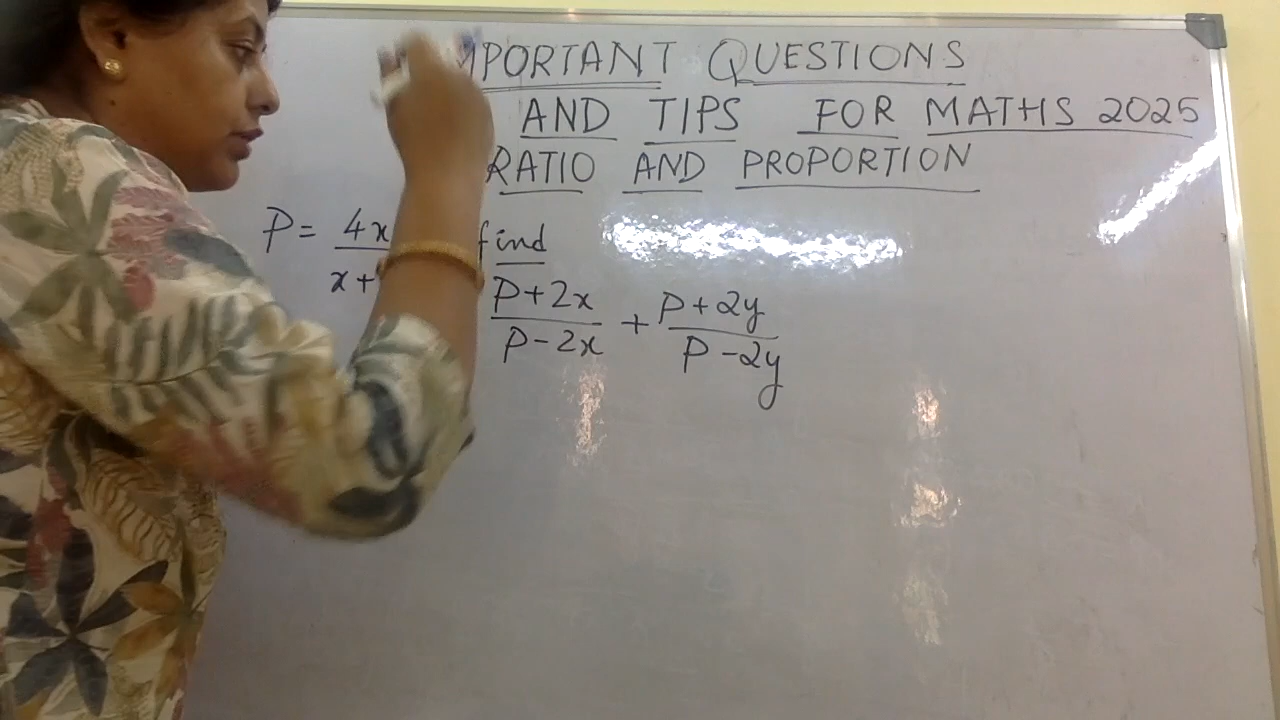 MPORTANT QUESTIONS
AND TIPS FOR MATHS 2025
RATIO AND PROPORTION
P = 4x find
x+
P+2x + P+2y
P-2x P-2y